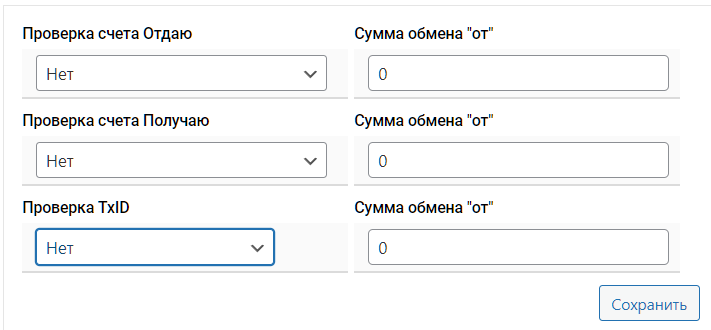 Проверка счета Отдаю Сумма обмена "от"
Нет 0
Проверка счета Получаю Сумма обмена "от"
Нет 0
Проверка TxID Сумма обмена "от"
Нет 0
Сохранить